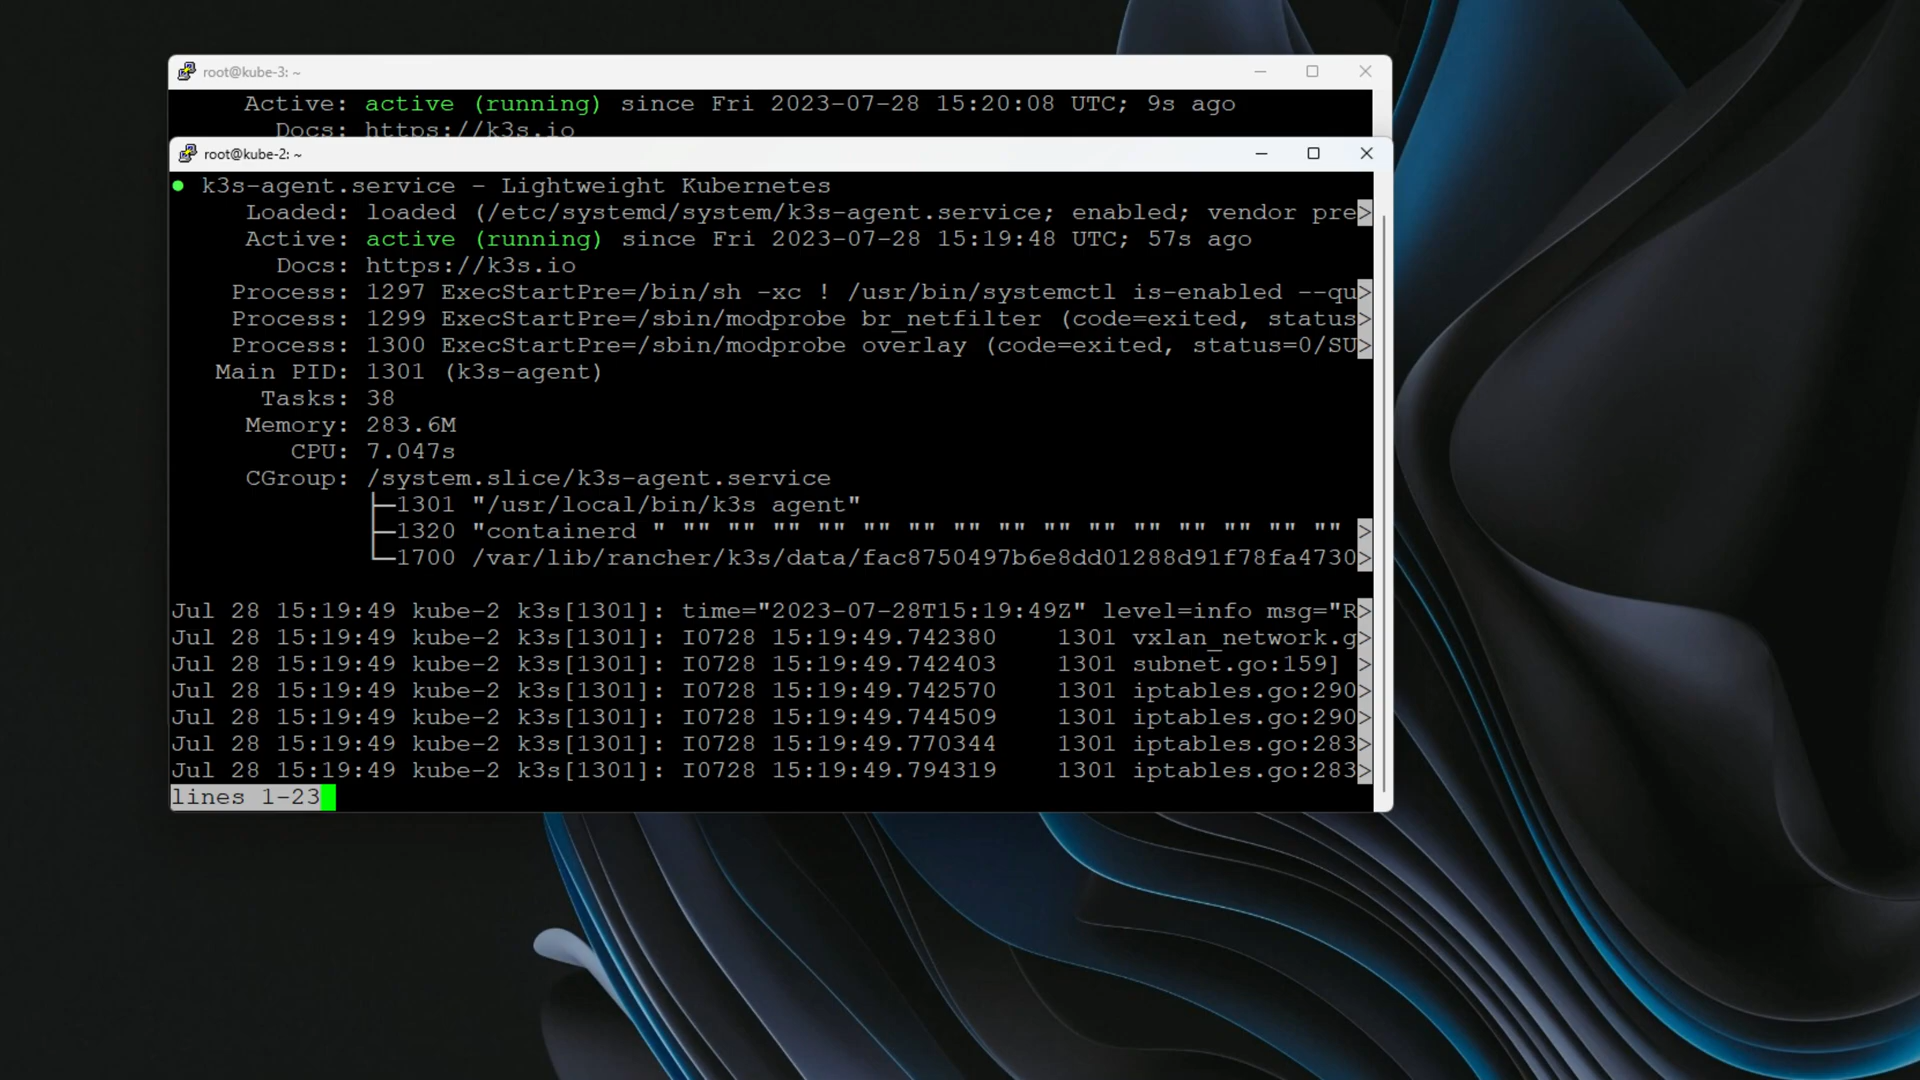 root@kube-3: ~
Active: active (running) since Fri 2023-07-28 15:20:08 UTC; 9s ago
Docs: https://k3s.io
root@kube-2: ~
● k3s-agent.service - Lightweight Kubernetes
Loaded: loaded (/etc/systemd/system/k3s-agent.service; enabled; vendor pre>
Active: active (running) since Fri 2023-07-28 15:19:48 UTC; 57s ago
Docs: https://k3s.io
Process: 1297 ExecStartPre=/bin/sh -xc ! /usr/bin/systemctl is-enabled --qu>
Process: 1299 ExecStartPre=/sbin/modprobe br_netfilter (code=exited, status>
Process: 1300 ExecStartPre=/sbin/modprobe overlay (code=exited, status=0/SU>
Main PID: 1301 (k3s-agent)
Tasks: 38
Memory: 283.6M
CPU: 7.047s
CGroup: /system.slice/k3s-agent.service
├─1301 "/usr/local/bin/k3s agent"
├─1320 "containerd " "" "" "" "" "" "" "" "" "" "" "" "" "" "" "" >
└─1700 /var/lib/rancher/k3s/data/fac8750497b6e8dd01288d91f78fa4730>
Jul 28 15:19:49 kube-2 k3s[1301]: time="2023-07-28T15:19:49Z" level=info msg="R>
Jul 28 15:19:49 kube-2 k3s[1301]: I0728 15:19:49.742380 1301 vxlan_network.g>
Jul 28 15:19:49 kube-2 k3s[1301]: I0728 15:19:49.742403 1301 subnet.go:159] >
Jul 28 15:19:49 kube-2 k3s[1301]: I0728 15:19:49.742570 1301 iptables.go:290>
Jul 28 15:19:49 kube-2 k3s[1301]: I0728 15:19:49.744509 1301 iptables.go:290>
Jul 28 15:19:49 kube-2 k3s[1301]: I0728 15:19:49.770344 1301 iptables.go:283>
Jul 28 15:19:49 kube-2 k3s[1301]: I0728 15:19:49.794319 1301 iptables.go:283>
lines 1-23